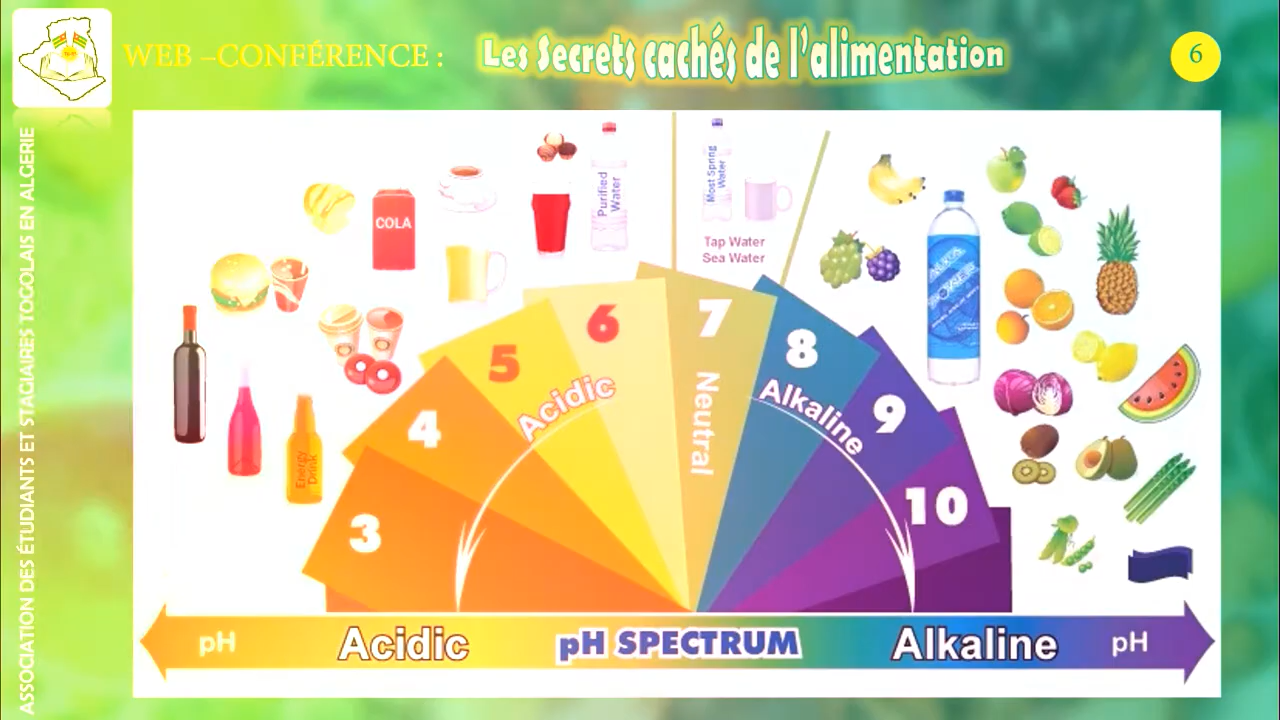 WEB –CONFÉRENCE :
Les Secrets cachés de l'alimentation
6
ASSOCIATION DES ÉTUDIANTS ET STAGIAIRES TOGOLAIS EN ALGERIE
COLA
Purified
Water
Most Spring
Water
Tap Water
Sea Water
Energy
Drink
3
4
5
6
7
8
9
10
Acidic
Neutral
Alkaline
pH
Acidic
pH SPECTRUM
Alkaline
pH